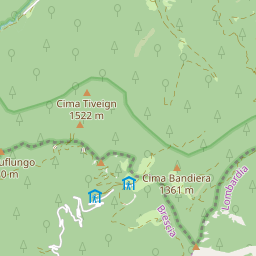 Cima Tiveign
1522 m
uflungo
0 m
Cima Bandiera
1361 m
Lombardia
Brescia